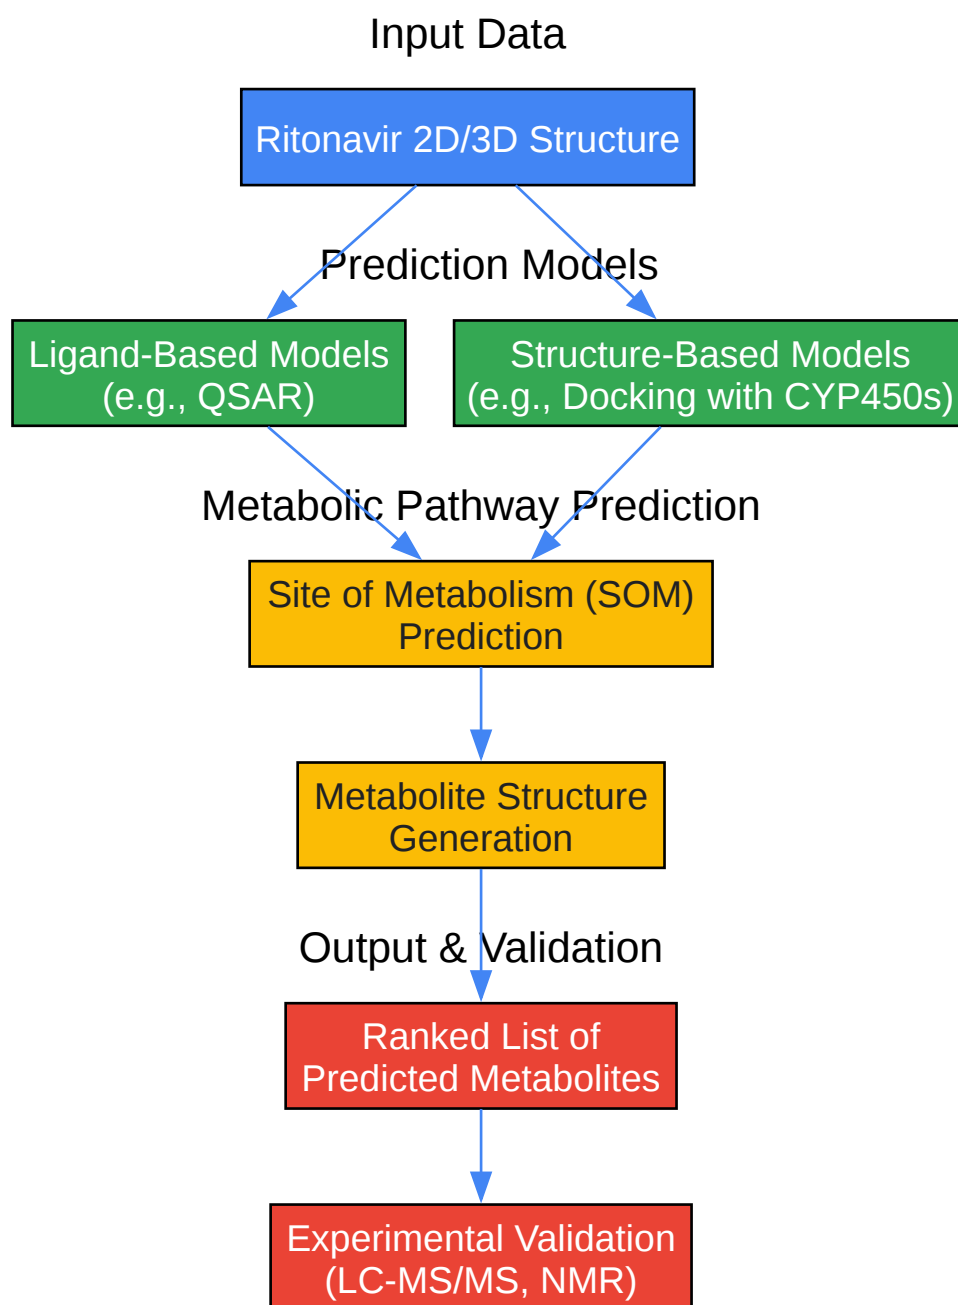 Input Data
Ritonavir 2D/3D Structure
Prediction Models
Ligand-Based Models
(e.g., QSAR)
Structure-Based Models
(e.g., Docking with CYP450s)
Metabolic Pathway Prediction
Site of Metabolism (SOM)
Prediction
Metabolite Structure
Generation
Output & Validation
Ranked List of
Predicted Metabolites
Experimental Validation
(LC-MS/MS, NMR)